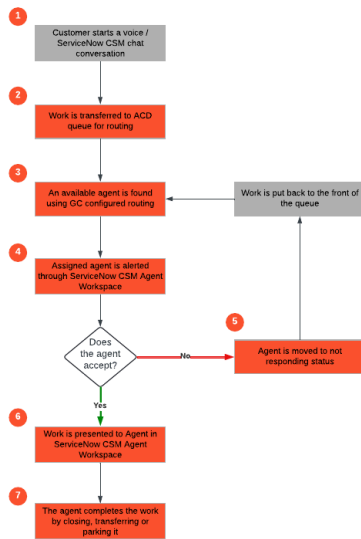 1
Customer starts a voice /
ServiceNow CSM chat
conversation
2
Work is transferred to ACD
queue for routing
3
An available agent is found
using GC configured routing
Work is put back to the front of
the queue
4
Assigned agent is alerted
through ServiceNow CSM Agent
Workspace
Does
the agent
accept?
No
5
Agent is moved to not
responding status
Yes
6
Work is presented to Agent in
ServiceNow CSM Agent
Workspace
7
The agent completes the work
by closing, transferring or
parking it